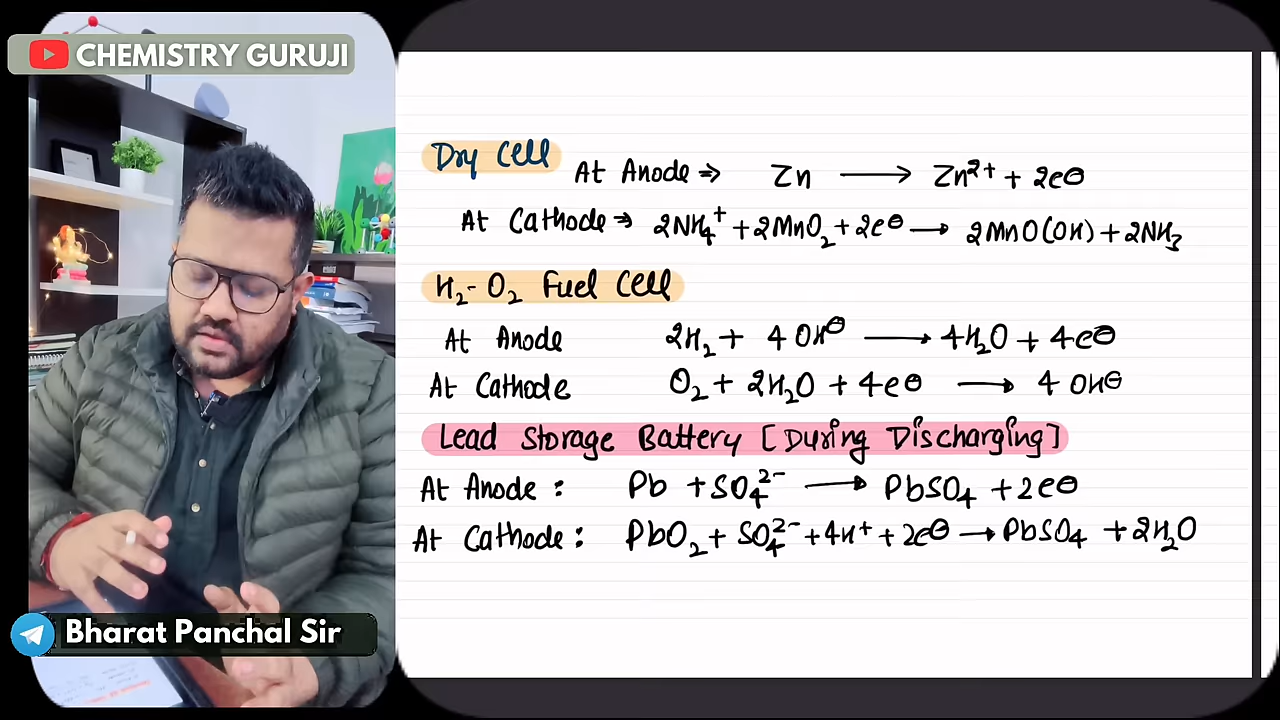 CHEMISTRY GURUJI
Dry Cell
At Anode ⇒ Zn ⟶ Zn²⁺ + 2e⊖
At Cathode ⇒ 2NH₄⁺ + 2MnO₂ + 2e⊖ ⟶ 2MnO(OH) + 2NH₃
H₂-O₂ Fuel Cell
At Anode 2H₂ + 4OH⊖ ⟶ 4H₂O + 4e⊖
At Cathode O₂ + 2H₂O + 4e⊖ ⟶ 4OH⊖
Lead Storage Battery [During Discharging]
At Anode : Pb + SO₄²⁻ ⟶ PbSO₄ + 2e⊖
At Cathode : PbO₂ + SO₄²⁻ + 4H⁺ + 2e⊖ ⟶ PbSO₄ + 2H₂O
Bharat Panchal Sir